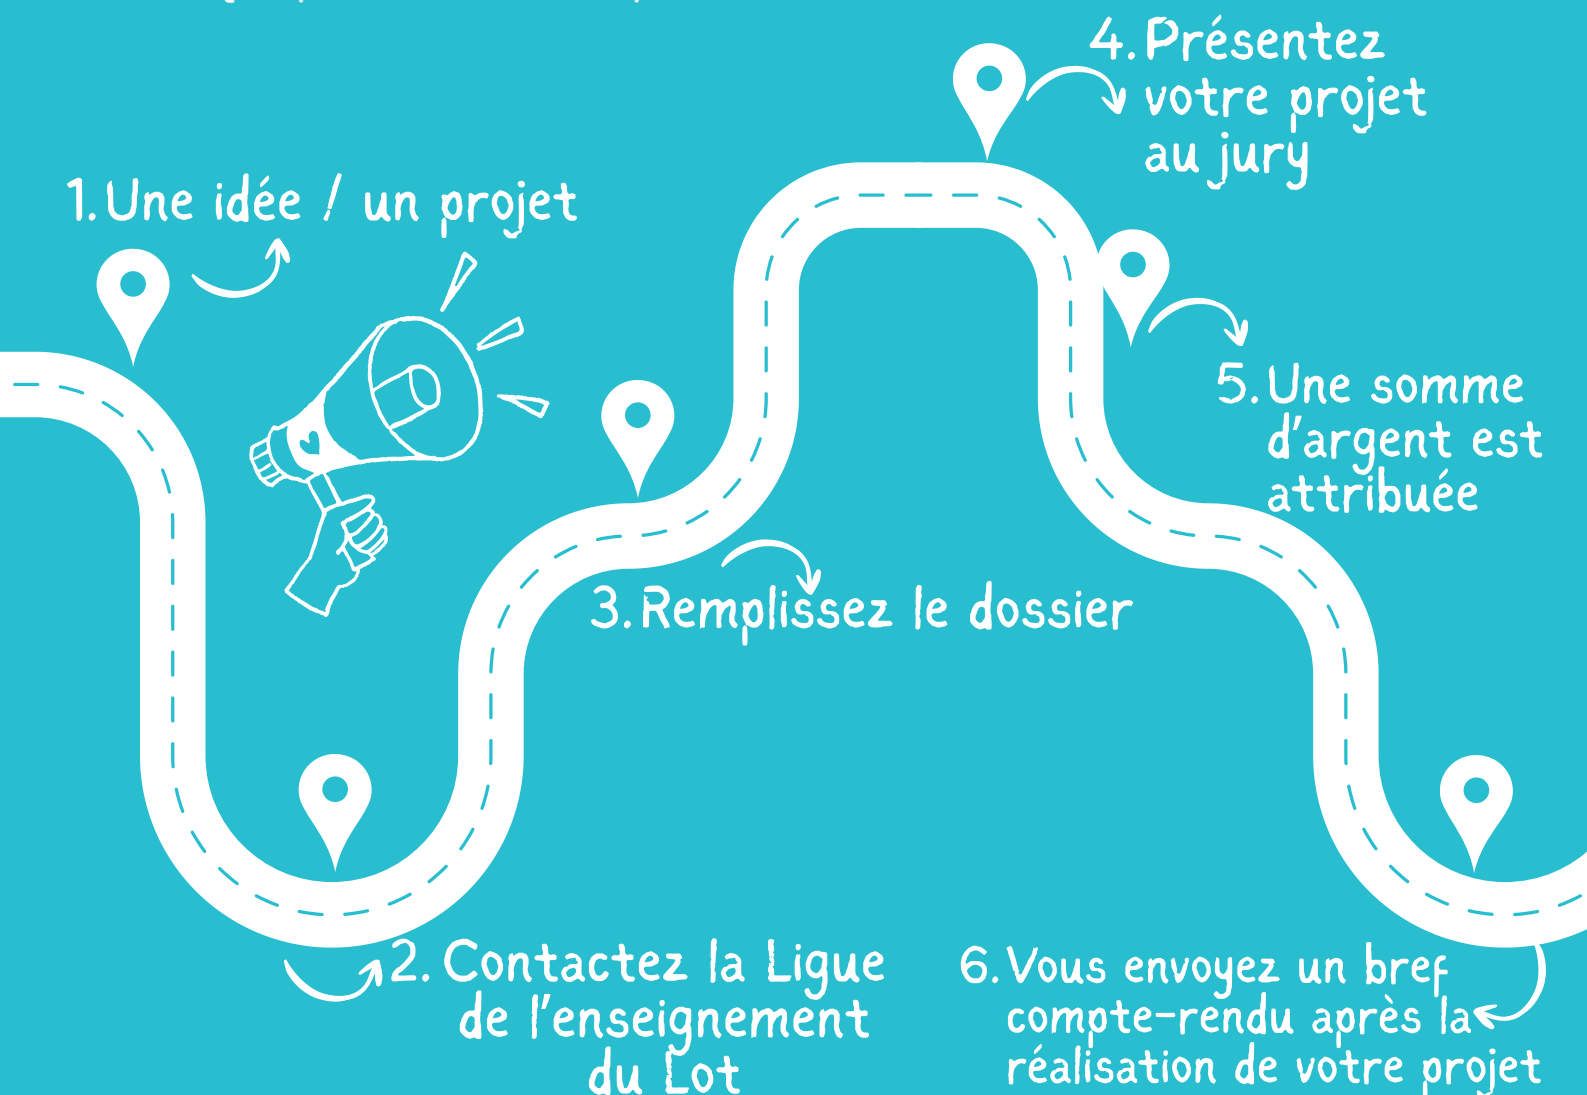 1. Une idée / un projet
2. Contactez la Ligue
de l'enseignement
du Lot
3. Remplissez le dossier
4. Présentez
votre projet
au jury
5. Une somme
d'argent est
attribuée
6. Vous envoyez un bref
compte-rendu après la
réalisation de votre projet